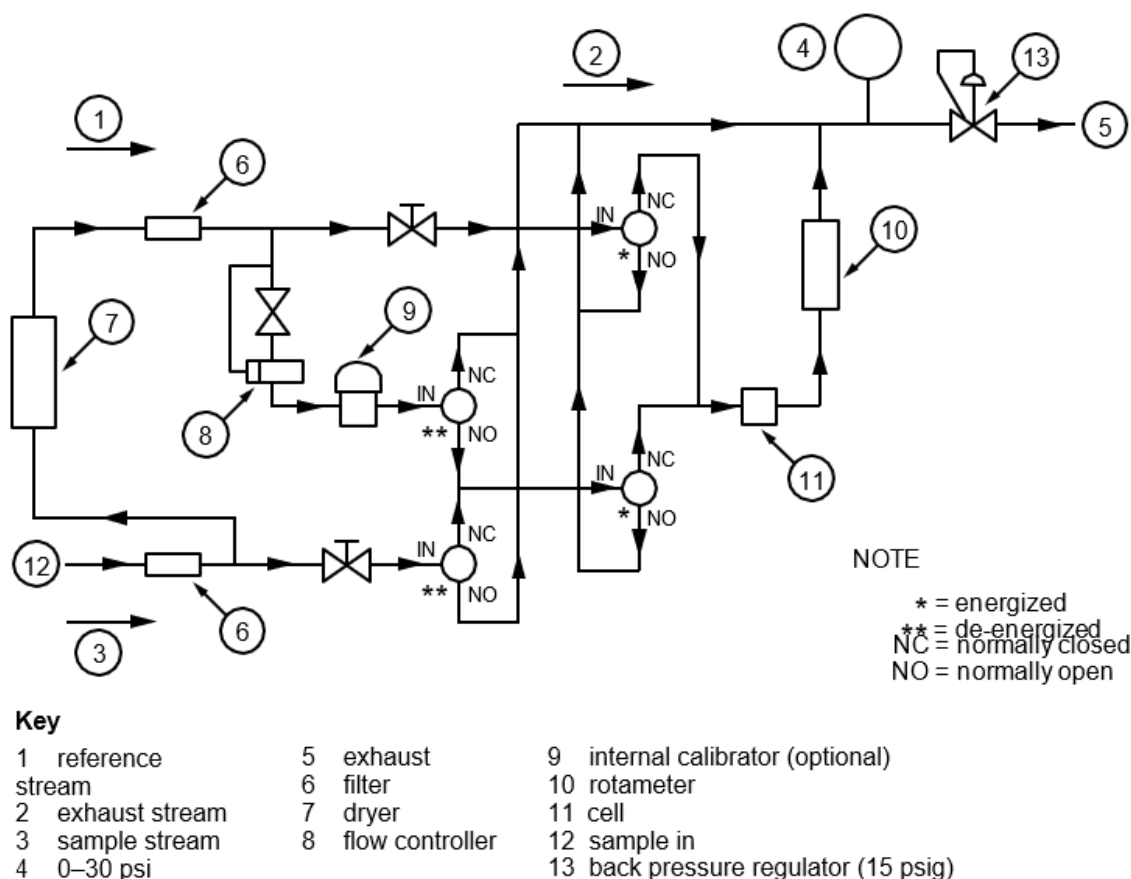 2
4
13
1
5
6
NC
IN
* NO
10
7
9
NC
IN
** NO
8
NC
IN
* NO
11
NC
IN
** NO
12
6
3
NOTE
* = energized
** = de-energized
NC = normally closed
NO = normally open
Key
1 reference stream
2 exhaust stream
3 sample stream
4 0–30 psi
5 exhaust
6 filter
7 dryer
8 flow controller
9 internal calibrator (optional)
10 rotameter
11 cell
12 sample in
13 back pressure regulator (15 psig)